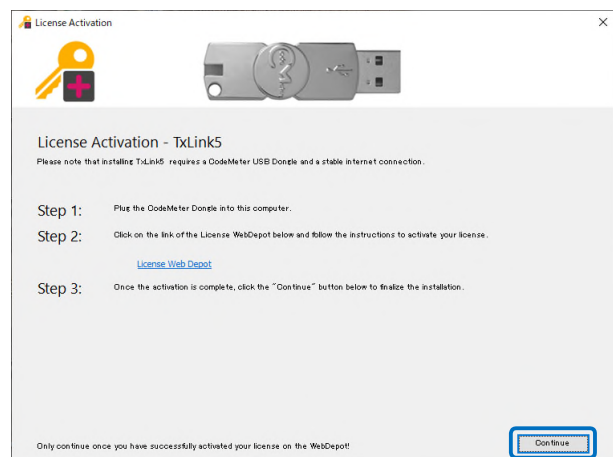 License Activation
License Activation - TxLink5
Please note that installing TxLink5 requires a CodeMeter USB Dongle and a stable internet connection.
Step 1: Plug the CodeMeter Dongle into this computer.
Step 2: Click on the link of the License WebDepot below and follow the instructions to activate your license.
License Web Depot
Step 3: Once the activation is complete, click the "Continue" button below to finalize the installation.
Only continue once you have successfully activated your license on the WebDepot!
Continue